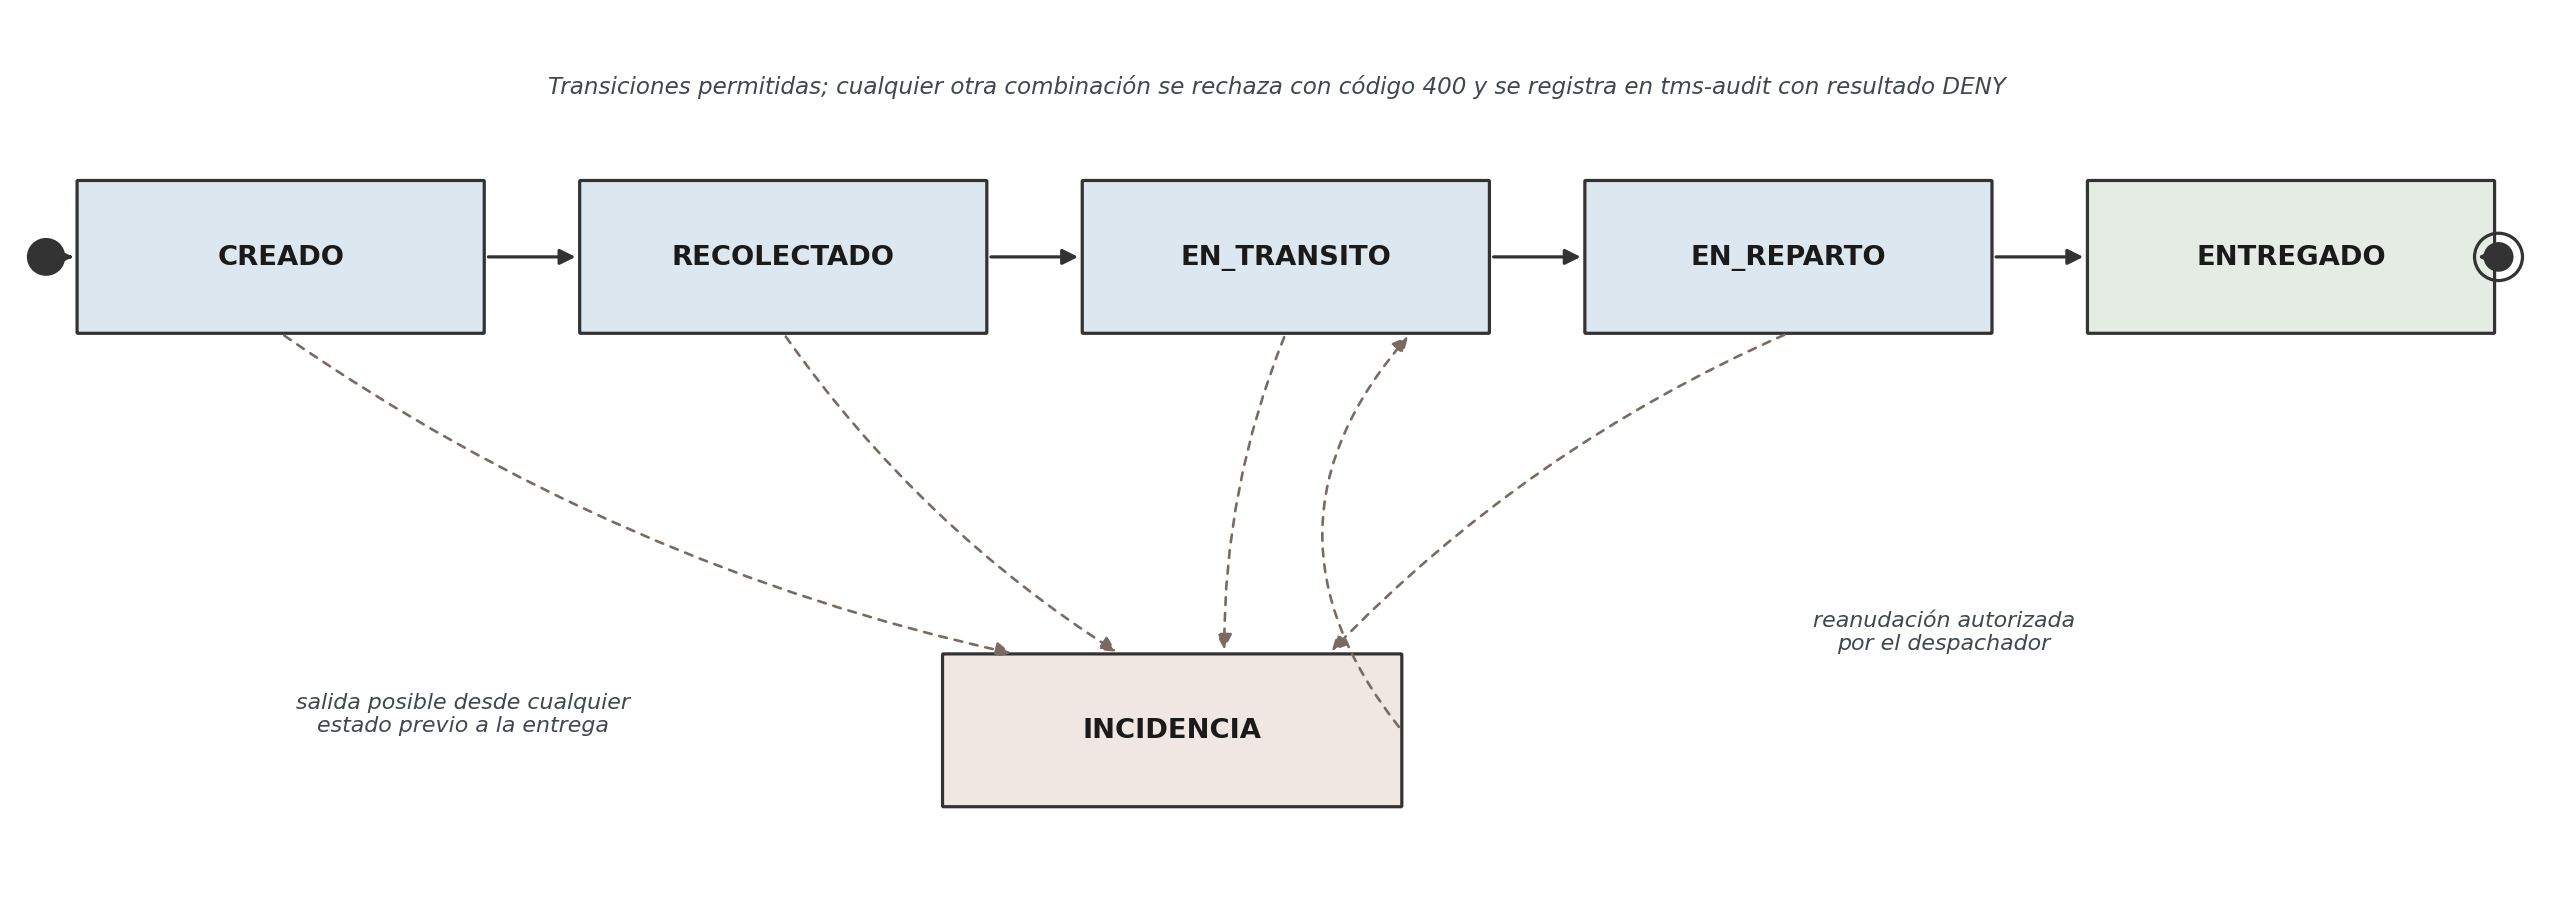 Transiciones permitidas; cualquier otra combinación se rechaza con código 400 y se registra en tms-audit con resultado DENY
CREADO
RECOLECTADO
EN_TRANSITO
EN_REPARTO
ENTREGADO
reanudación autorizada
por el despachador
salida posible desde cualquier
estado previo a la entrega
INCIDENCIA